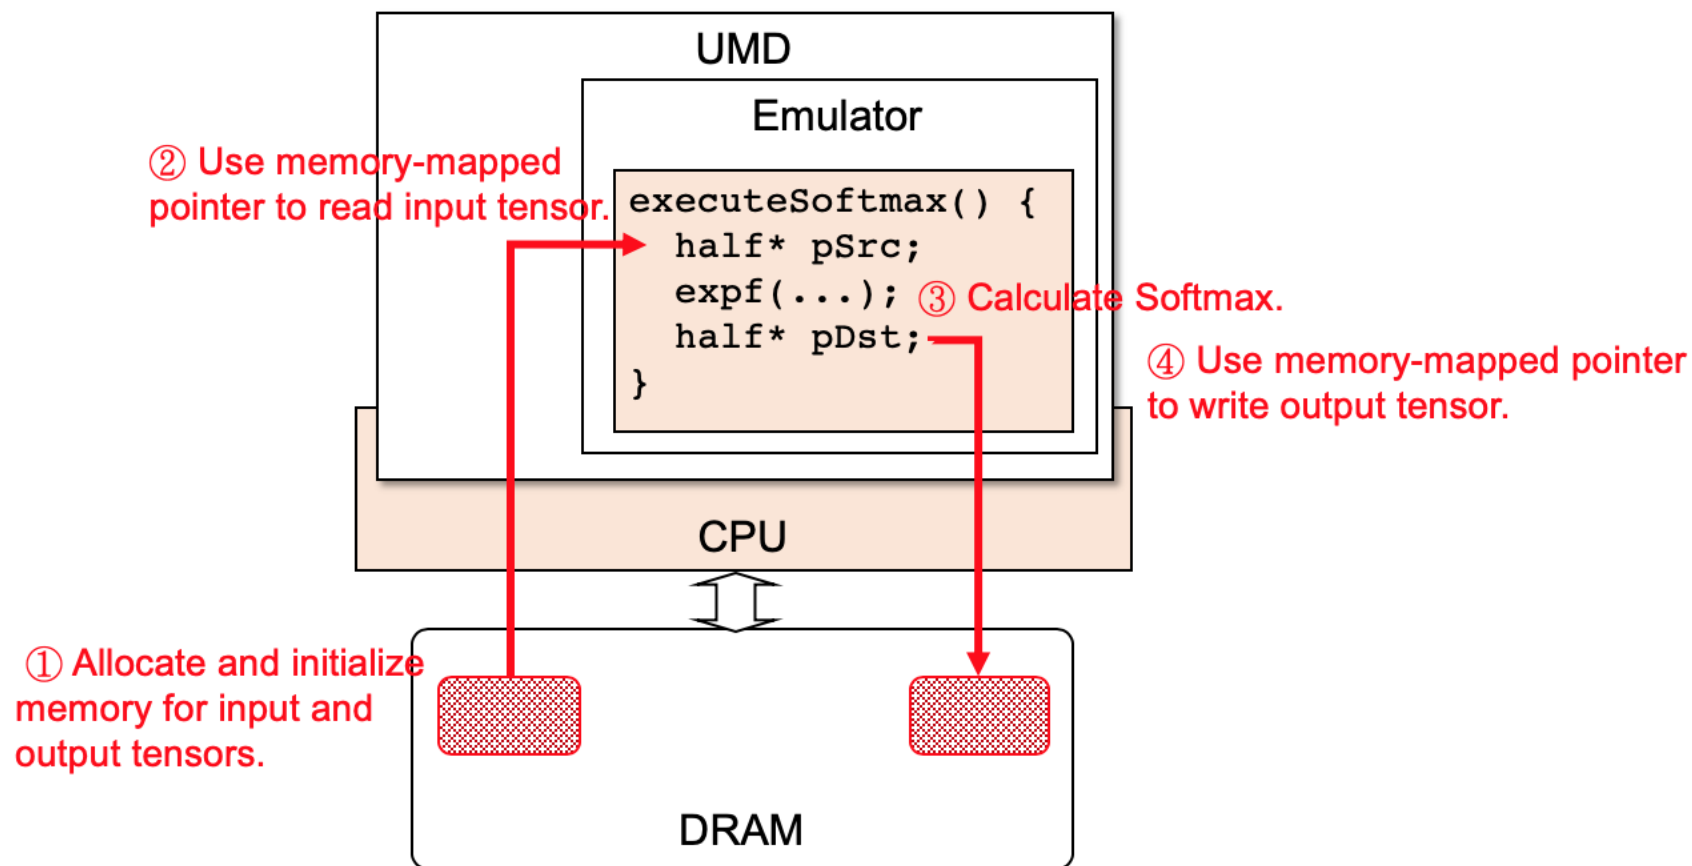 UMD
Emulator
② Use memory-mapped
pointer to read input tensor.
executeSoftmax() {
half* pSrc;
expf(...);
③ Calculate Softmax.
half* pDst;
}
④ Use memory-mapped pointer
to write output tensor.
CPU
① Allocate and initialize
memory for input and
output tensors.
DRAM